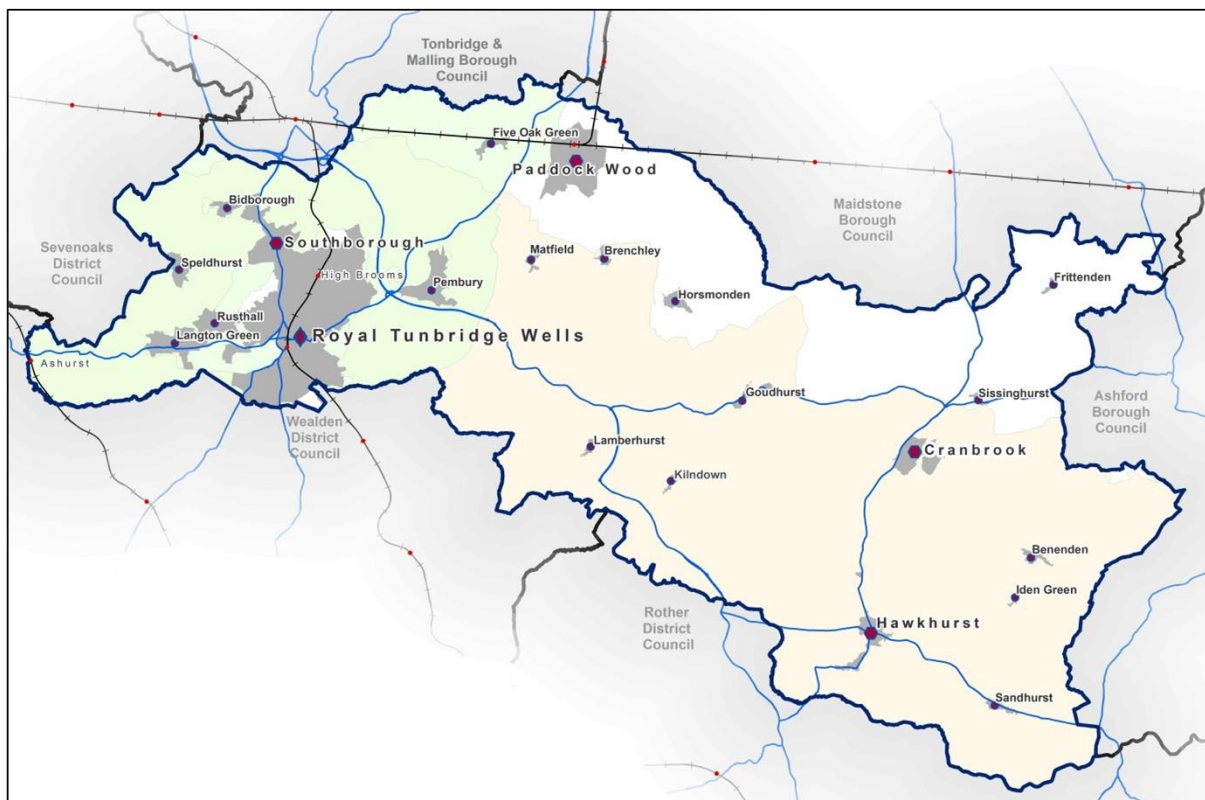 Tonbridge &
Malling Borough
Council
Five Oak Green
Paddock Wood
Bidborough
Maidstone
Borough
Council
Southborough
Sevenoaks
District
Council
Speldhurst
High Brooms
Matfield
Brenchley
Pembury
Frittenden
Horsmonden
Rusthall
Langton Green
Royal Tunbridge Wells
Ashurst
Goudhurst
Sissinghurst
Ashford
Borough
Council
Wealden
District
Council
Lamberhurst
Cranbrook
Kilndown
Benenden
Iden Green
Rother
District
Council
Hawkhurst
Sandhurst